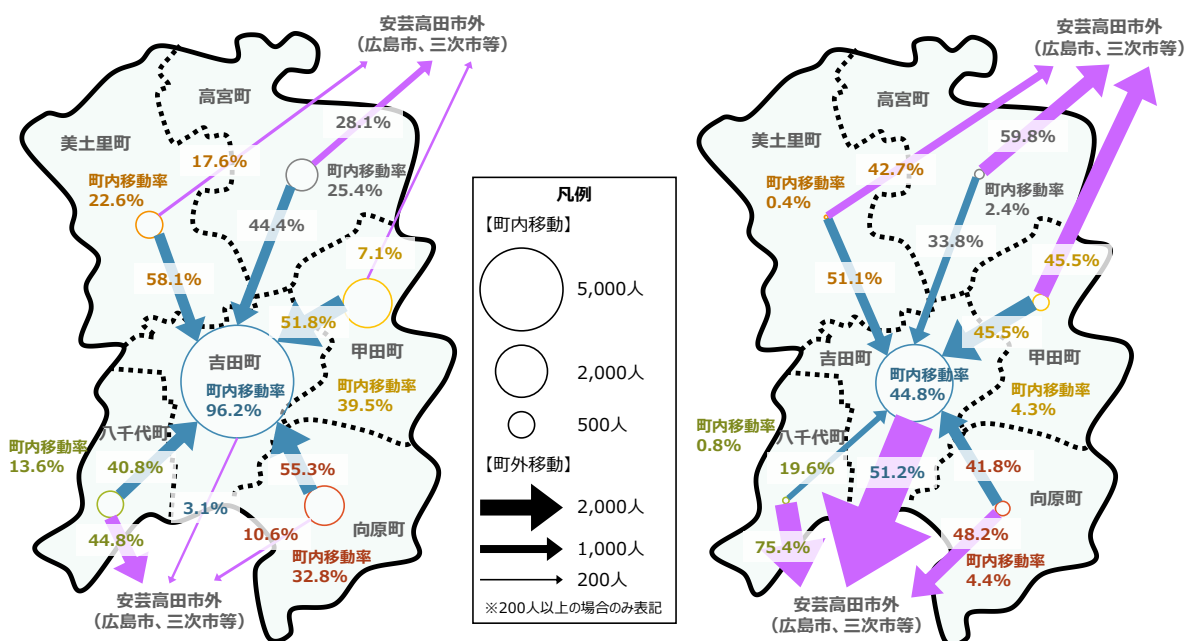 安芸高田市外
(広島市、三次市等)
高宮町
28.1%
美土里町
17.6%
町内移動率
22.6%
町内移動率
25.4%
44.4%
7.1%
58.1%
51.8%
吉田町
甲田町
町内移動率
96.2%
町内移動率
39.5%
八千代町
町内移動率
13.6%
40.8%
55.3%
3.1%
向原町
44.8%
10.6%
町内移動率
32.8%
安芸高田市外
(広島市、三次市等)
凡例
【町内移動】
5,000人
2,000人
500人
【町外移動】
2,000人
1,000人
200人
※200人以上の場合のみ表記
安芸高田市外
(広島市、三次市等)
高宮町
59.8%
美土里町
42.7%
町内移動率
0.4%
町内移動率
2.4%
33.8%
45.5%
51.1%
45.5%
吉田町
甲田町
町内移動率
44.8%
町内移動率
4.3%
町内移動率
0.8%
八千代町
19.6%
51.2%
41.8%
向原町
75.4%
48.2%
町内移動率
4.4%
安芸高田市外
(広島市、三次市等)